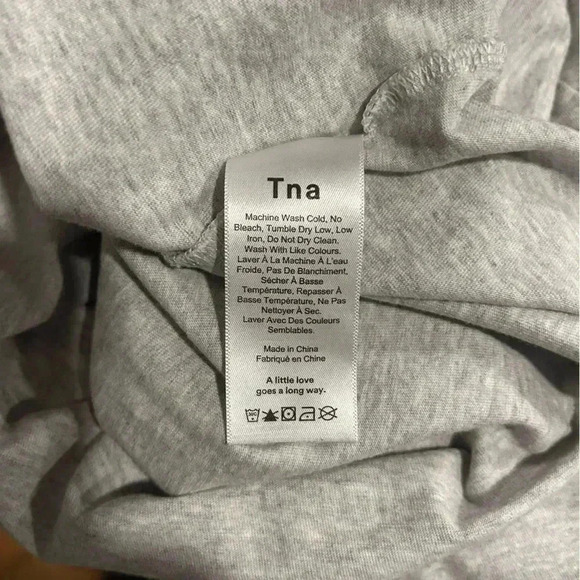 Tna
Machine Wash Cold, No
Bleach, Tumble Dry Low, Low
Iron, Do Not Dry Clean.
Wash With Like Colours.
Laver À La Machine À L'eau
Froide, Pas De Blanchiment,
Sécher À Basse
Température, Repasser À
Basse Température, Ne Pas
Nettoyer À Sec.
Laver Avec Des Couleurs
Semblables.
Made in China
Fabriqué en Chine
A little love
goes a long way.